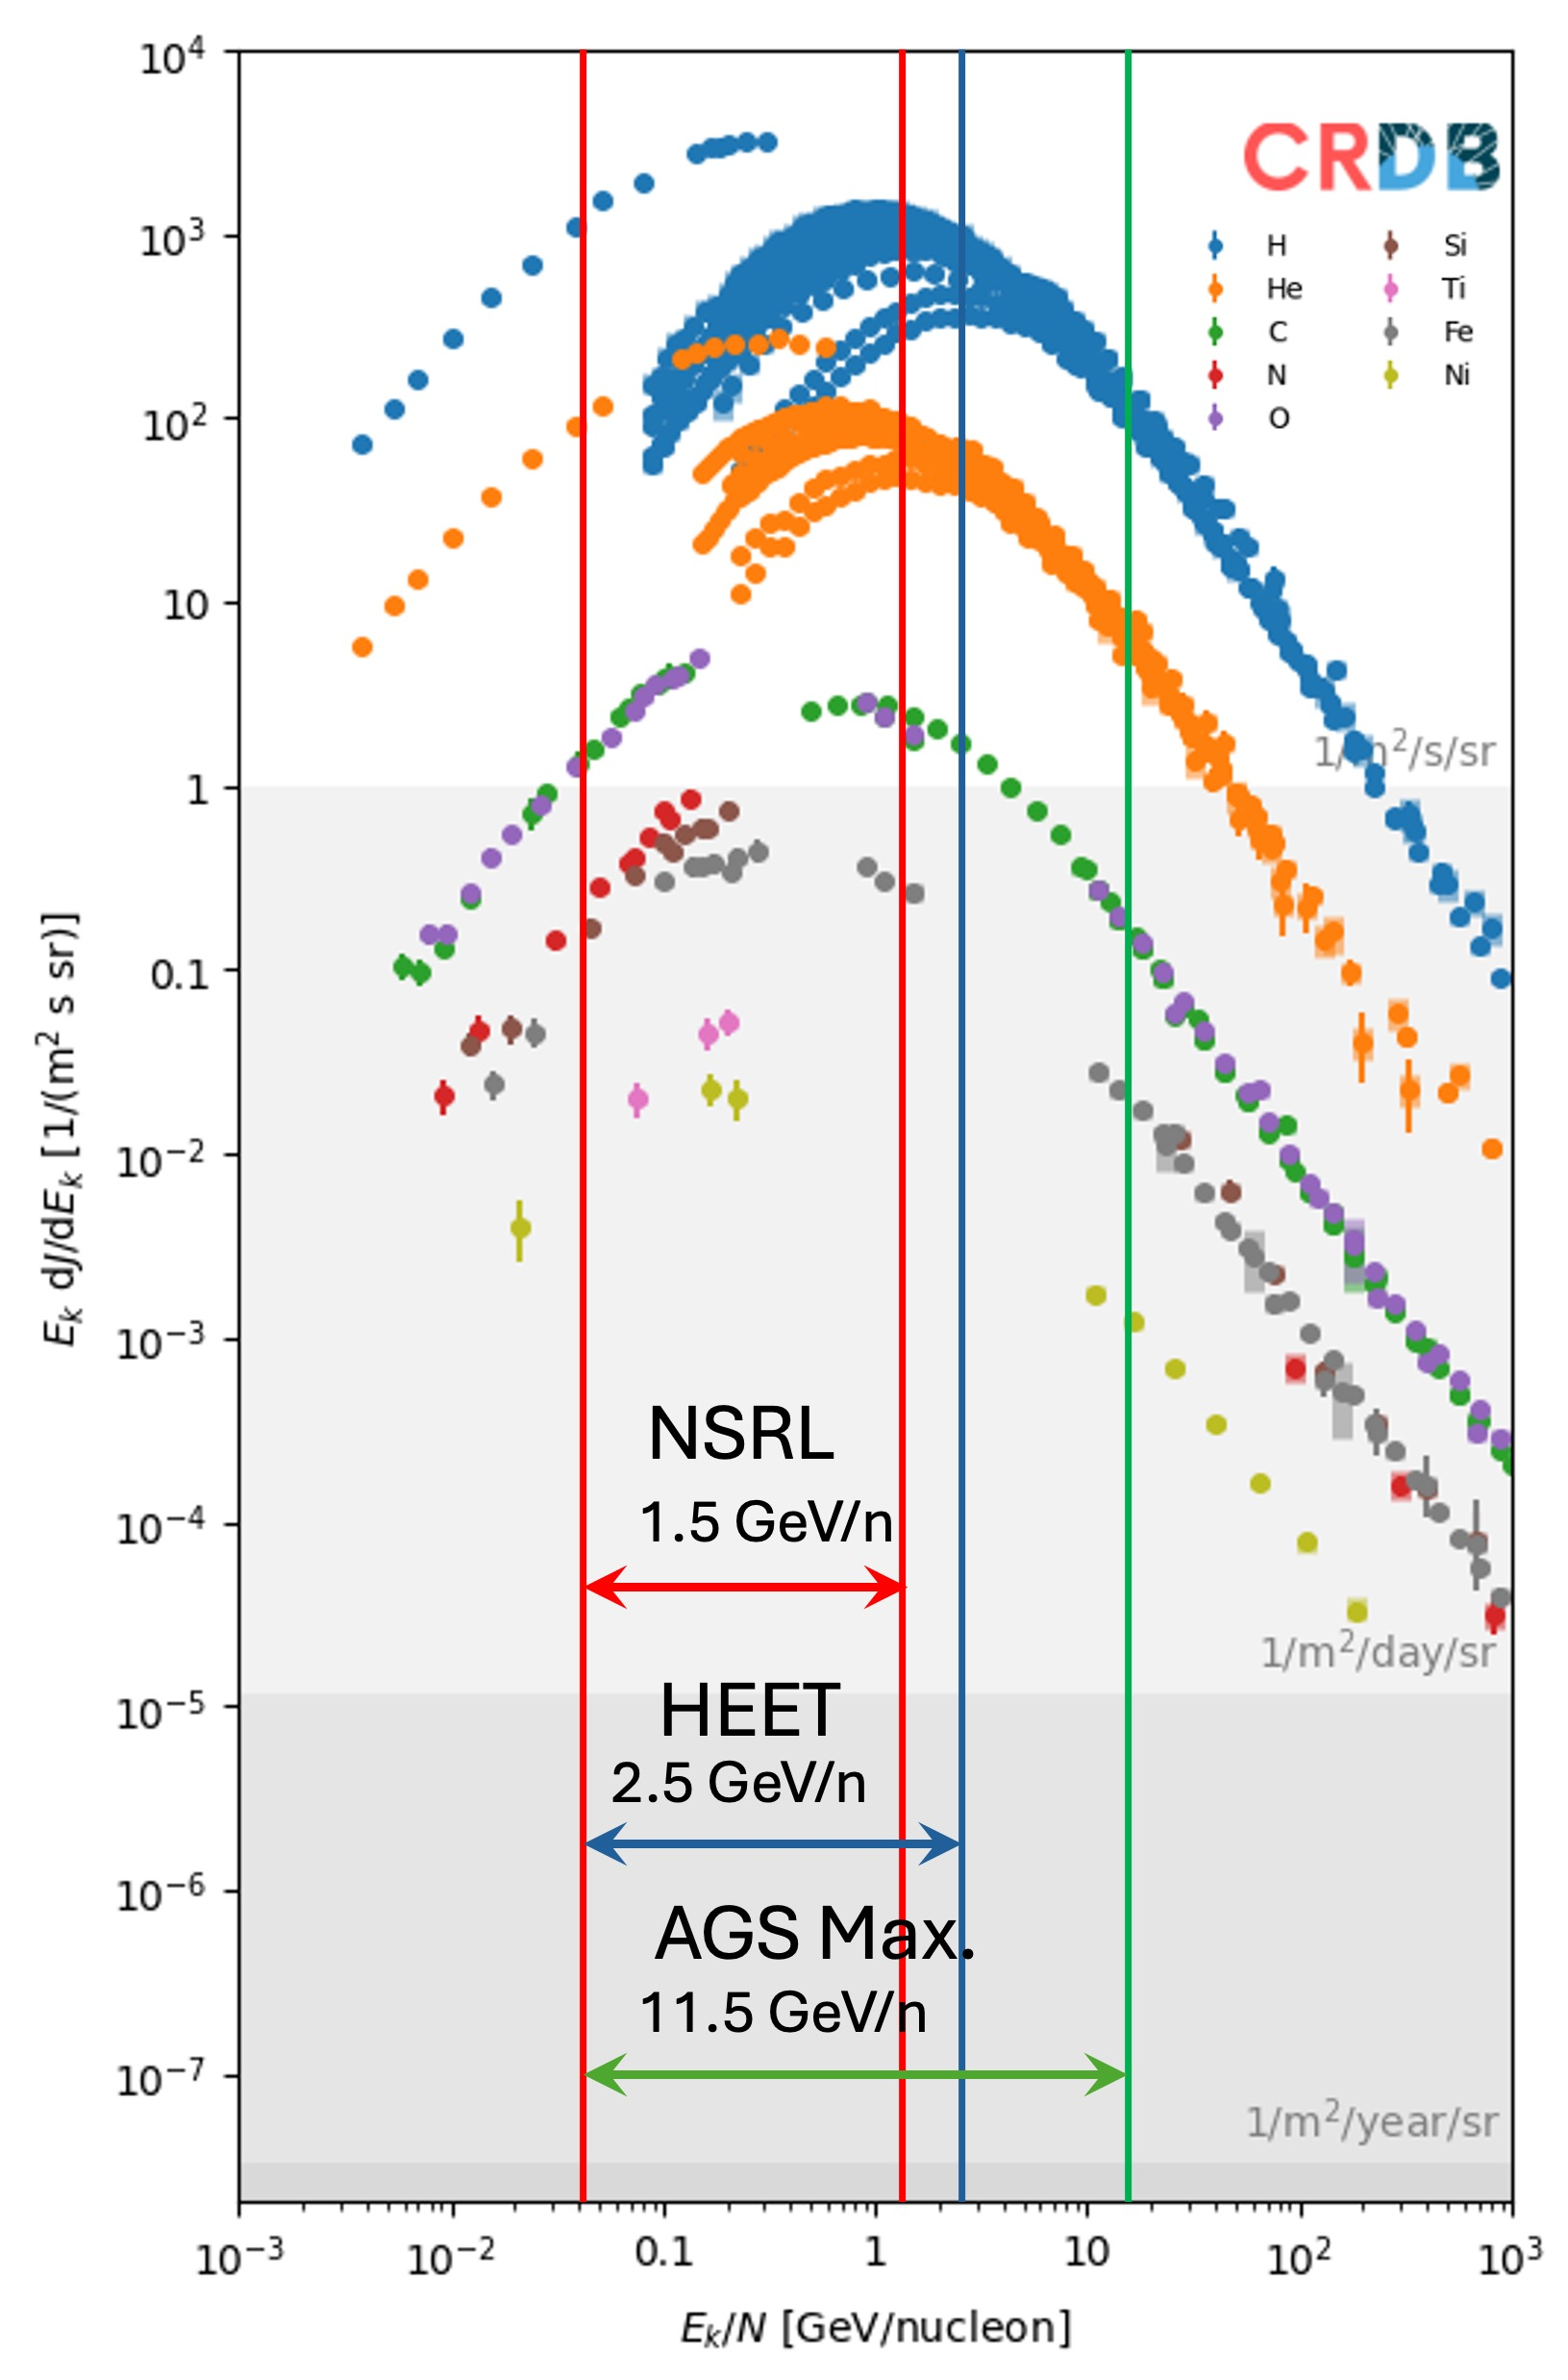 10⁴
10³
10²
10
1
0.1
10⁻²
10⁻³
10⁻⁴
10⁻⁵
10⁻⁶
10⁻⁷
Eₖ dJ/dEₖ [1/(m² s sr)]
CRDB
H
He
C
N
O
Si
Ti
Fe
Ni
1/m²/s/sr
NSRL
1.5 GeV/n
1/m²/day/sr
HEET
2.5 GeV/n
AGS Max.
11.5 GeV/n
1/m²/year/sr
10⁻³ 10⁻² 0.1 1 10 10² 10³
Eₖ/N [GeV/nucleon]